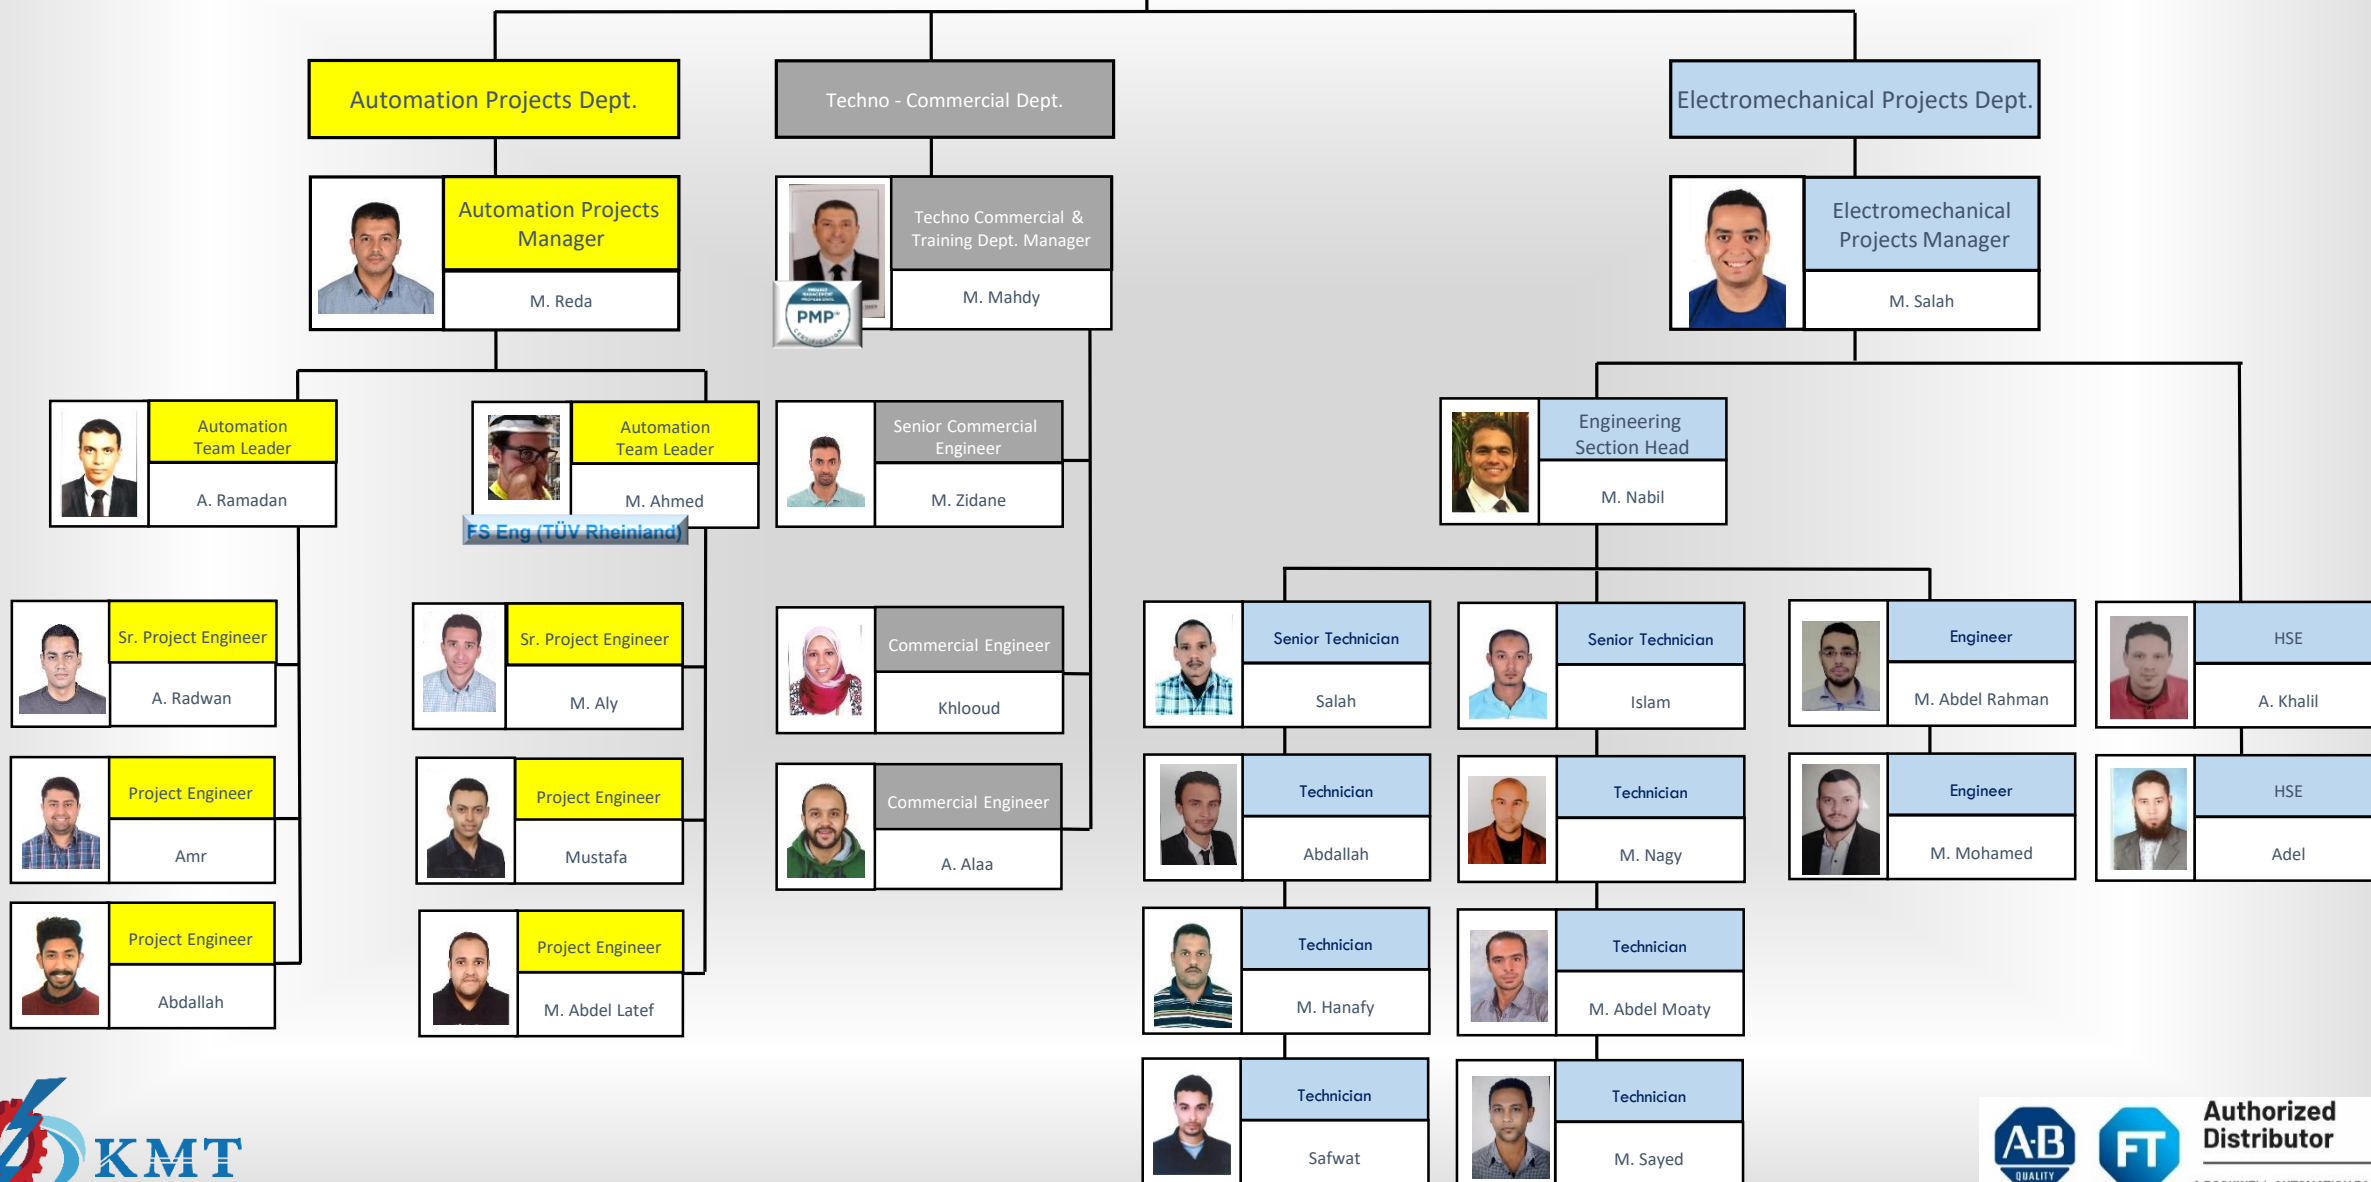 Automation Projects Dept.
Techno - Commercial Dept.
Electromechanical Projects Dept.
Automation Projects
Manager
M. Reda
Techno Commercial &
Training Dept. Manager
M. Mahdy
PROJECT
MANAGEMENT
PROFESSIONAL
PMP
CERTIFICATION
Electromechanical
Projects Manager
M. Salah
Automation
Team Leader
A. Ramadan
Automation
Team Leader
M. Ahmed
FS Eng (TÜV Rheinland)
Senior Commercial
Engineer
M. Zidane
Engineering
Section Head
M. Nabil
Sr. Project Engineer
A. Radwan
Sr. Project Engineer
M. Aly
Commercial Engineer
Khlooud
Senior Technician
Salah
Senior Technician
Islam
Engineer
M. Abdel Rahman
HSE
A. Khalil
Project Engineer
Amr
Project Engineer
Mustafa
Commercial Engineer
A. Alaa
Technician
Abdallah
Technician
M. Nagy
Engineer
M. Mohamed
HSE
Adel
Project Engineer
Abdallah
Project Engineer
M. Abdel Latef
Technician
M. Hanafy
Technician
M. Abdel Moaty
Technician
Safwat
Technician
M. Sayed
KMT
A-B
QUALITY
FT
Authorized
Distributor